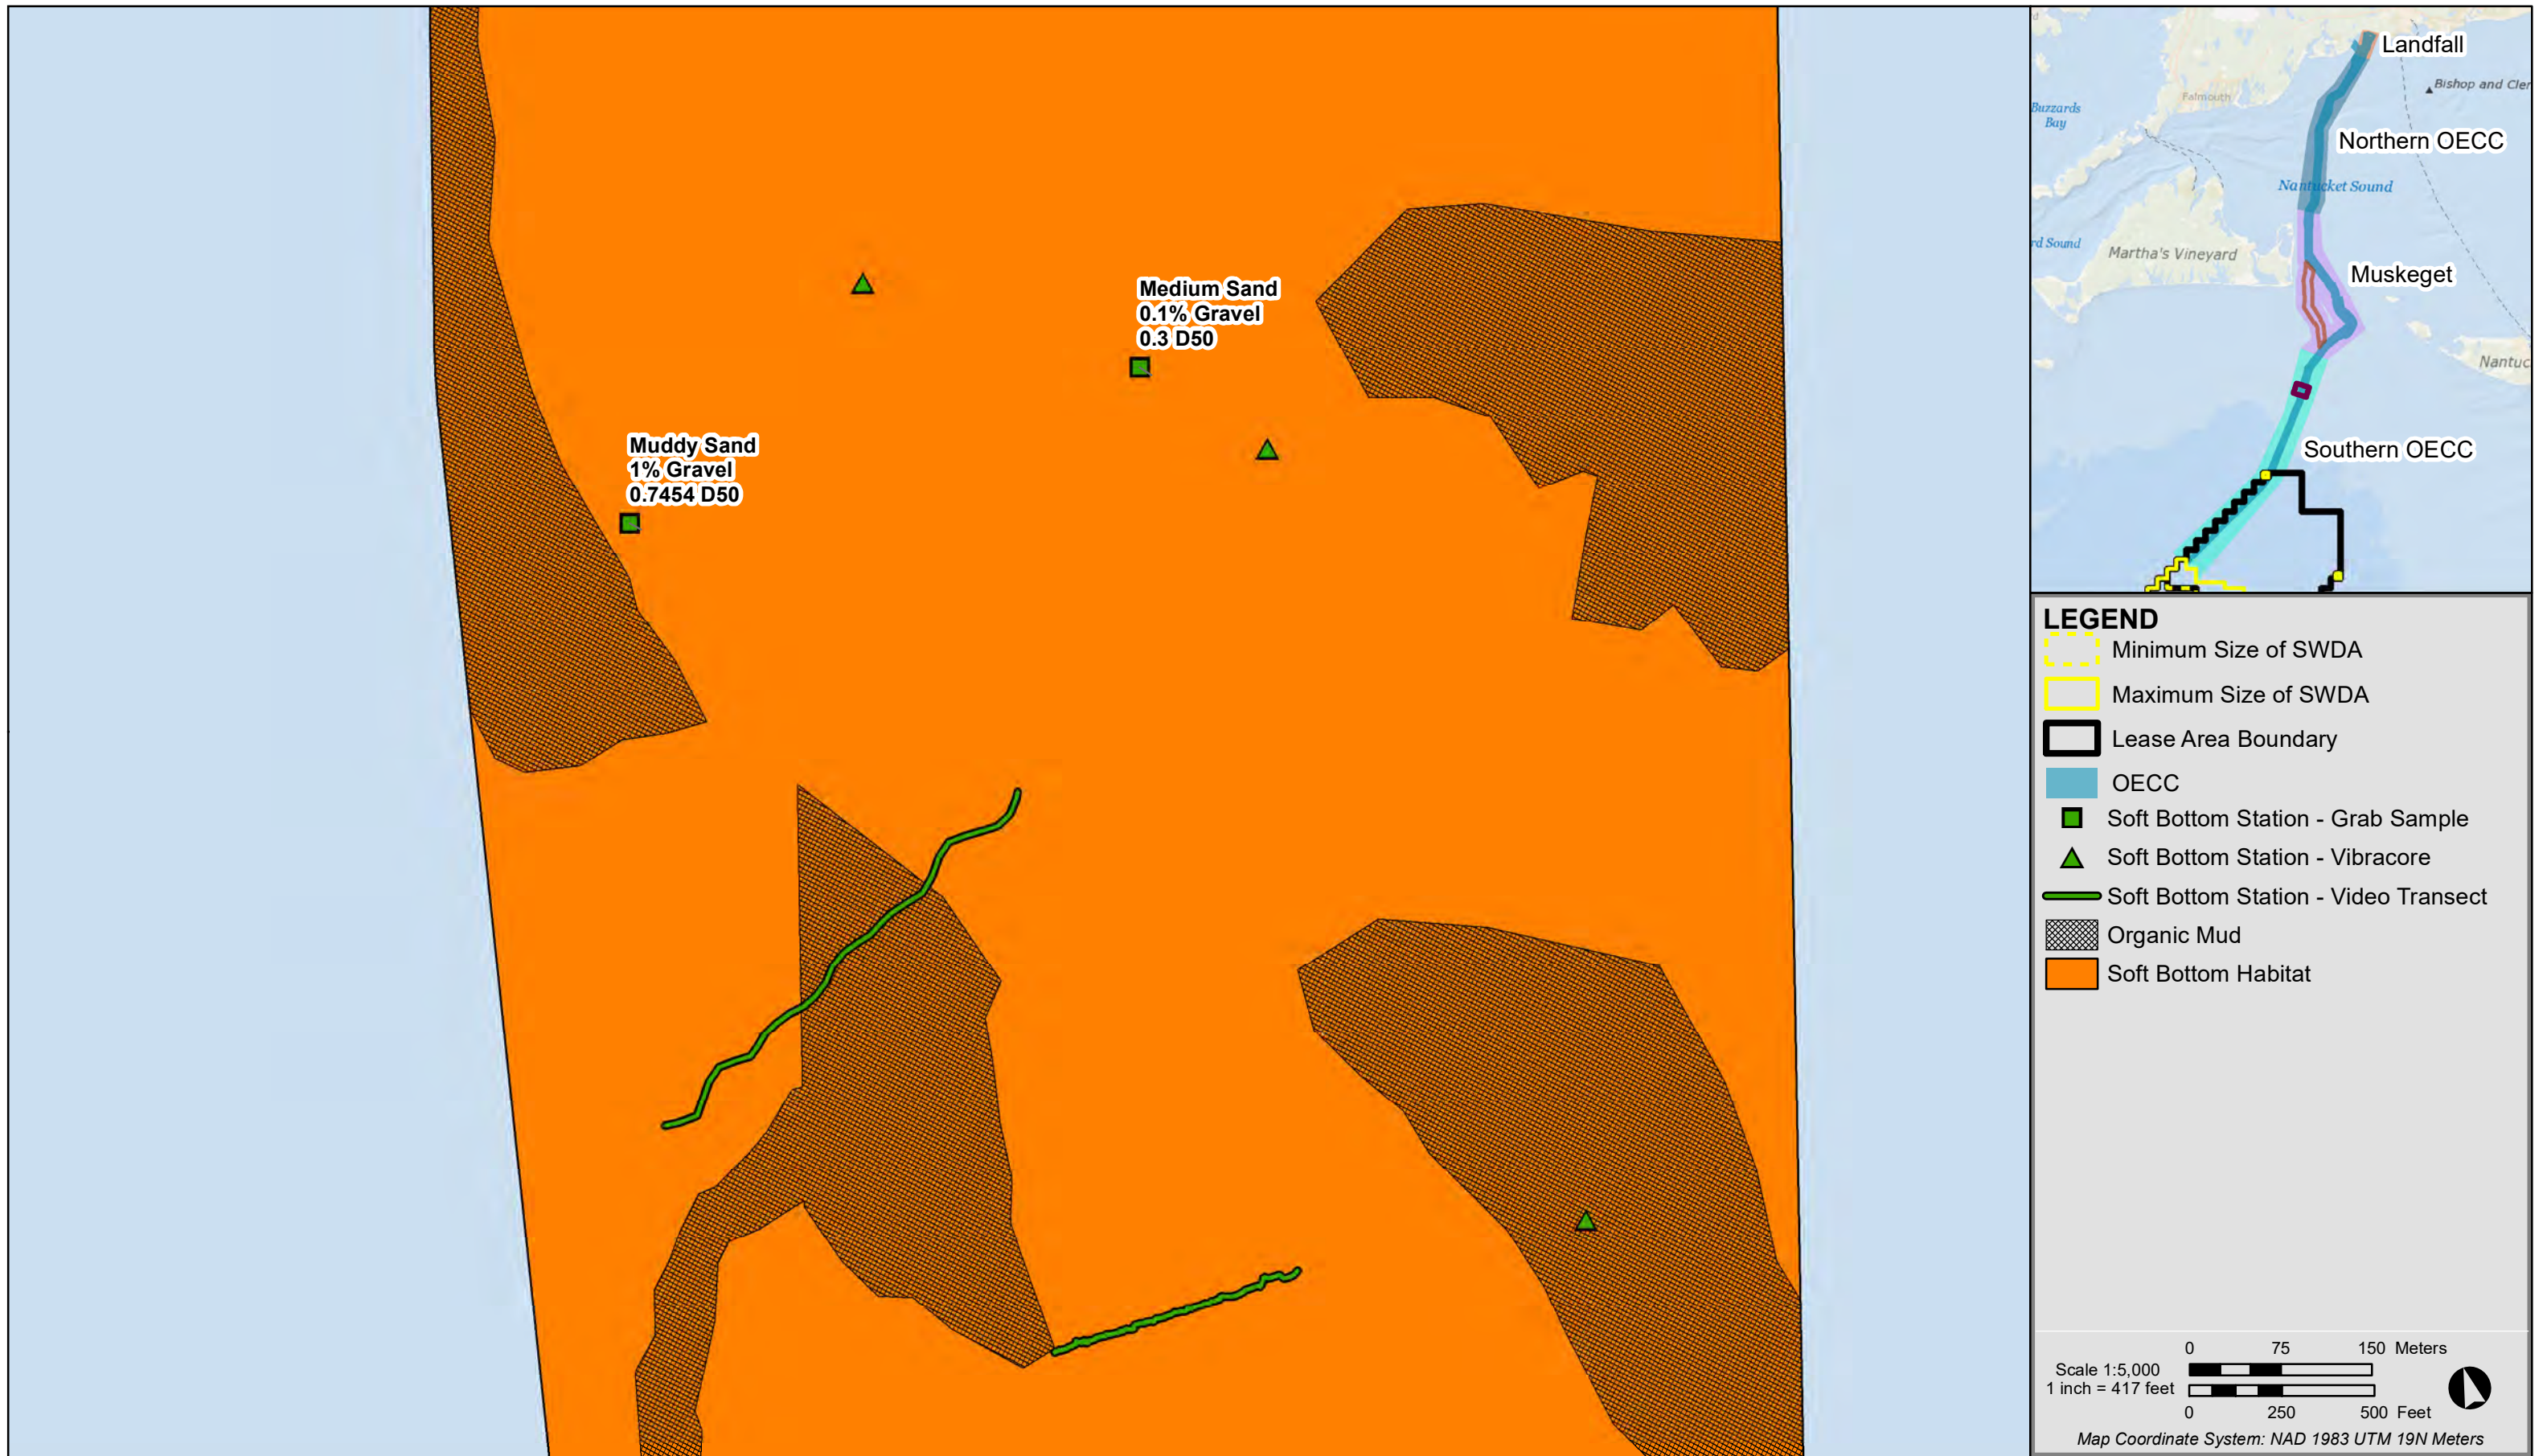 Medium Sand
0.1% Gravel
0.3 D50
Muddy Sand
1% Gravel
0.7454 D50
Landfall
Bishop and Cler
Buzzards
Bay
Falmouth
Northern OECC
Nantucket Sound
rd Sound
Martha's Vineyard
Muskeget
Nantuc
Southern OECC
LEGEND
Minimum Size of SWDA
Maximum Size of SWDA
Lease Area Boundary
OECC
Soft Bottom Station - Grab Sample
Soft Bottom Station - Vibracore
Soft Bottom Station - Video Transect
Organic Mud
Soft Bottom Habitat
0 75 150 Meters
Scale 1:5,000
1 inch = 417 feet
0 250 500 Feet
Map Coordinate System: NAD 1983 UTM 19N Meters